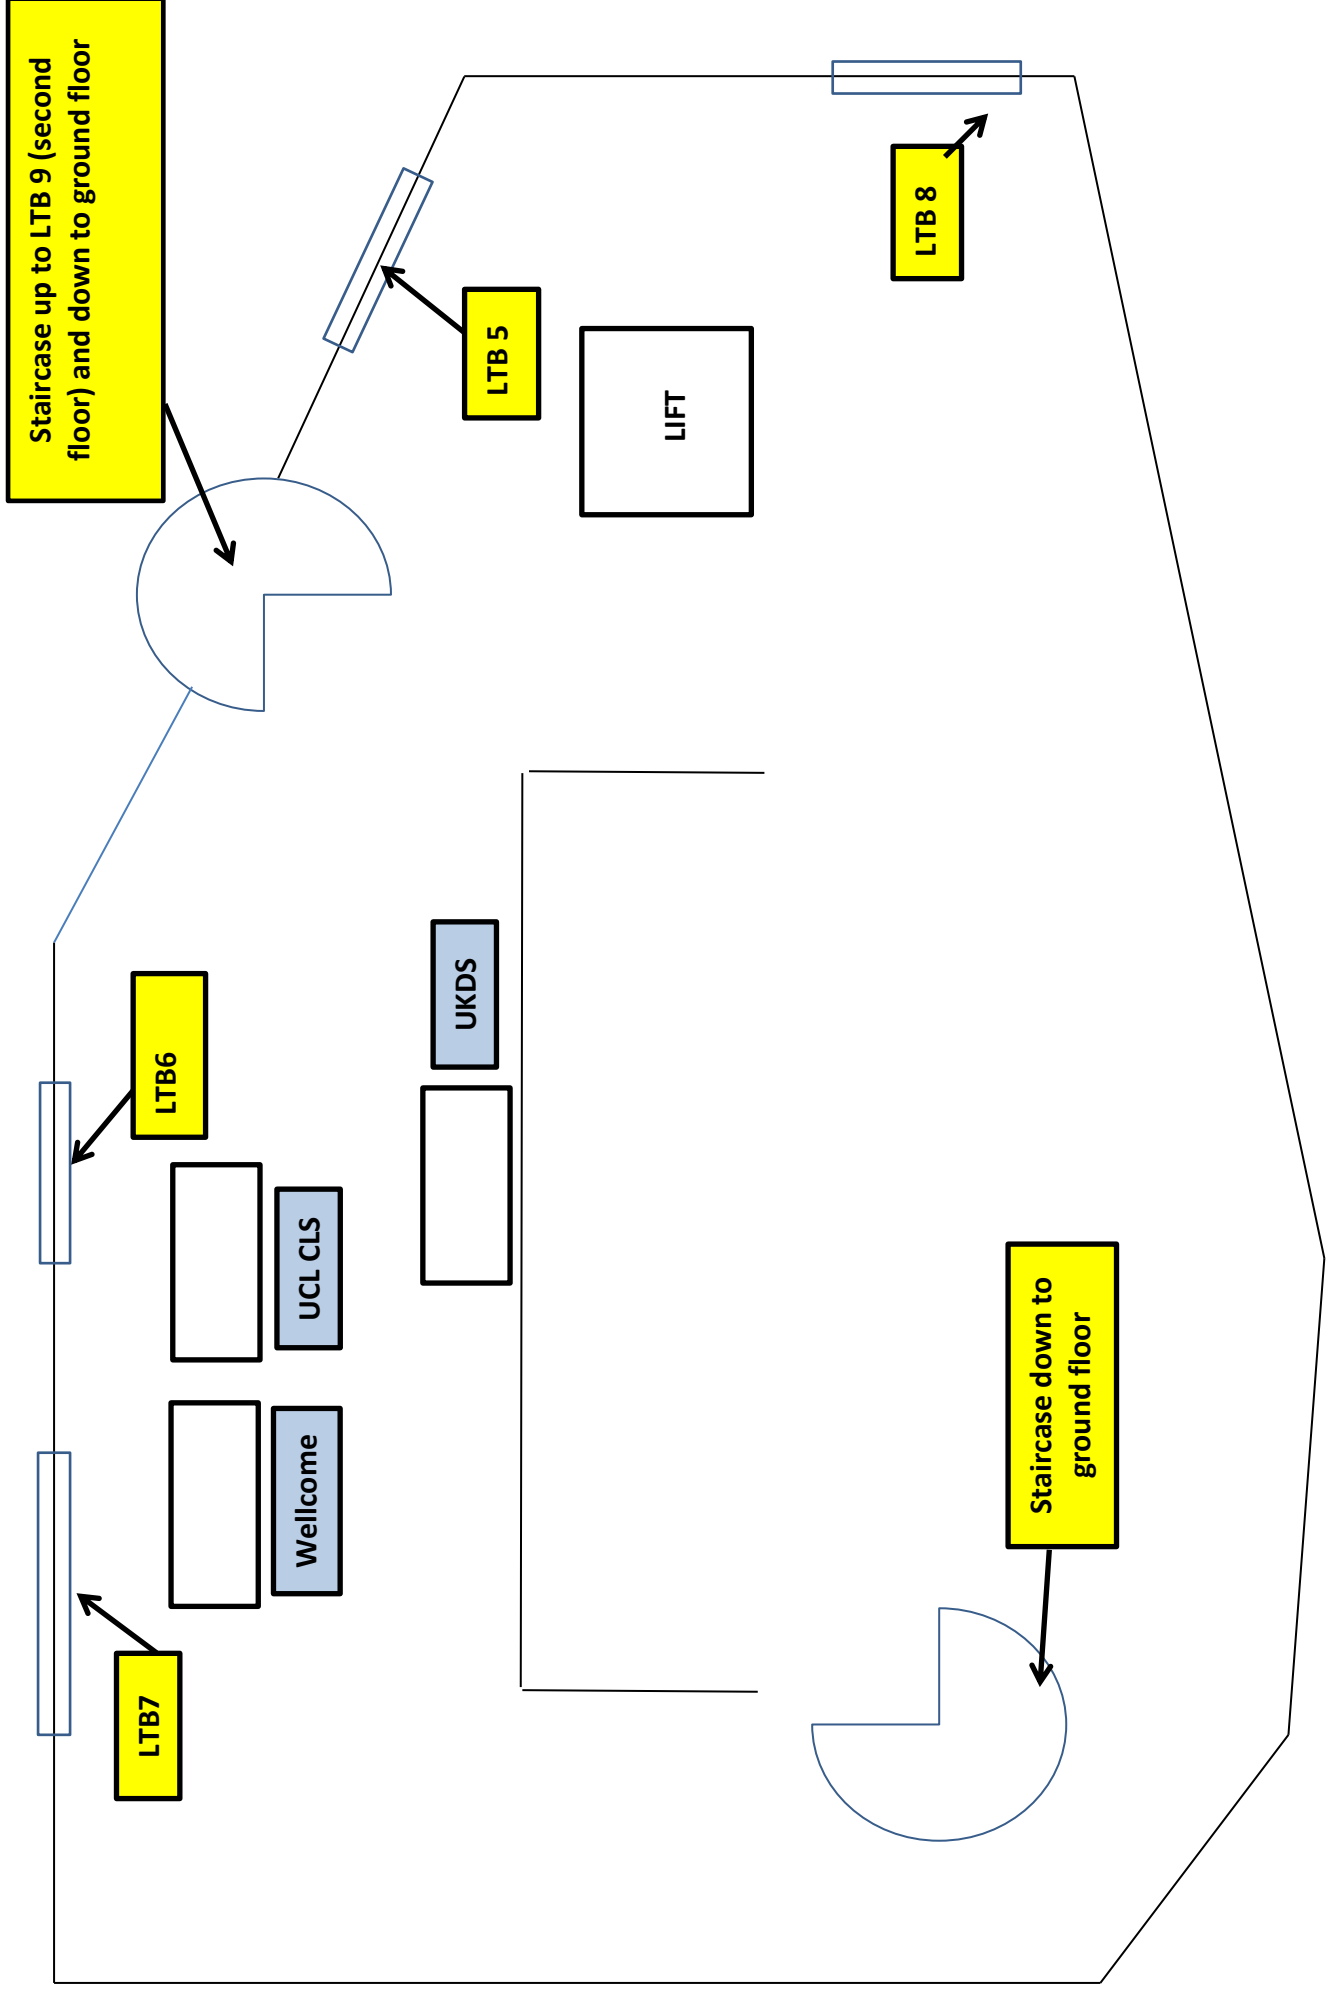 Staircase up to LTB 9 (second
floor) and down to ground floor
LTB7
LTB6
LTB 5
Wellcome
UCL CLS
UKDS
LIFT
LTB 8
Staircase down to
ground floor